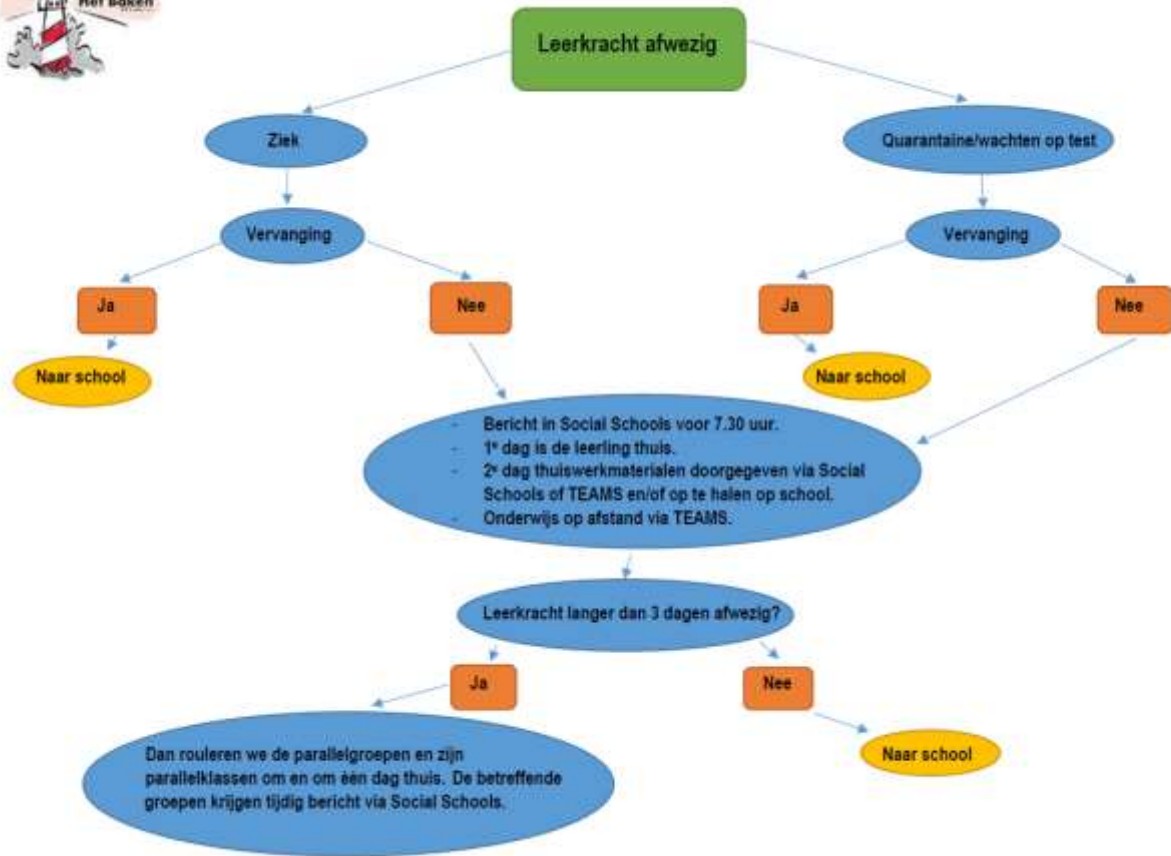 Het Baken
Leerkracht afwezig
Ziek
Quarantaine/wachten op test
Vervanging
Vervanging
Ja
Nee
Ja
Nee
Naar school
Naar school
- Bericht in Social Schools voor 7.30 uur.
- 1e dag is de leerling thuis.
- 2e dag thuiswerkmaterialen doorgegeven via Social
Schools of TEAMS en/of op te halen op school.
- Onderwijs op afstand via TEAMS.
Leerkracht langer dan 3 dagen afwezig?
Ja
Nee
Naar school
Dan rouleren we de parallelgroepen en zijn
parallelklassen om en om èèn dag thuis. De betreffende
groepen krijgen tijdig bericht via Social Schools.